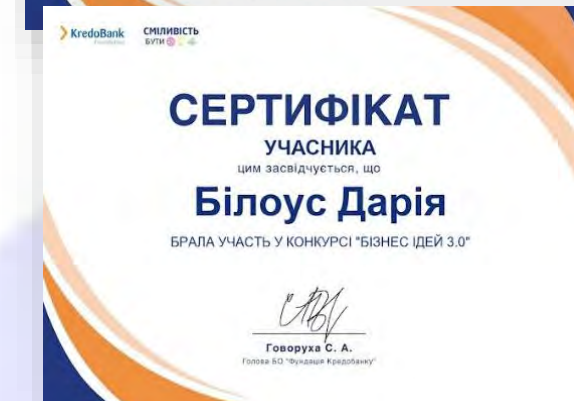 KredoBank
СМІЛИВІСТЬ
БУТИ
СЕРТИФІКАТ
УЧАСНИКА
цим засвідчується, що
Білоус Дарія
БРАЛА УЧАСТЬ У КОНКУРСІ "БІЗНЕС ІДЕЙ 3.0"
Говоруха С. А.
Голова БО "Фундація Кредобанку"